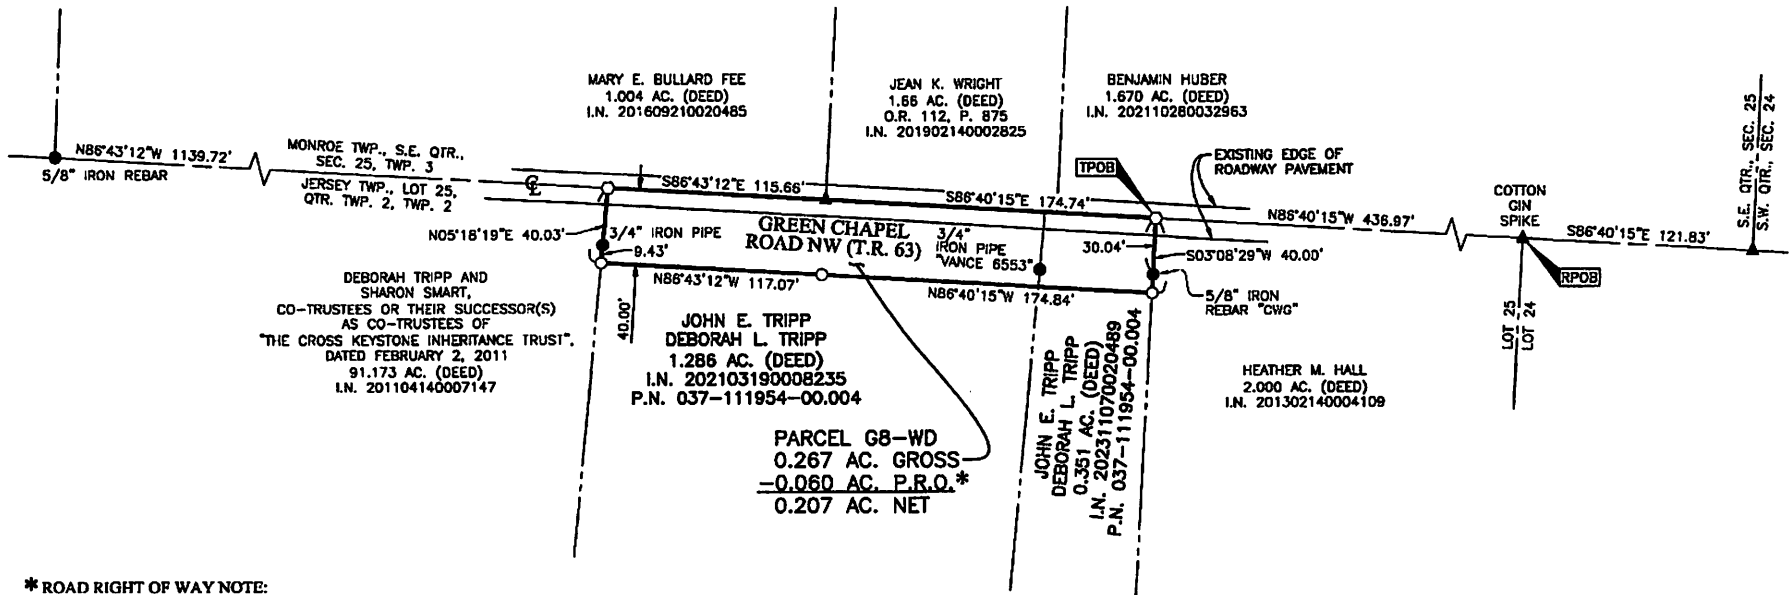 MARY E. BULLARD FEE
1.004 AC. (DEED)
I.N. 201609210020485
JEAN K. WRIGHT
1.66 AC. (DEED)
O.R. 112, P. 875
I.N. 201902140002825
BENJAMIN HUBER
1.670 AC. (DEED)
I.N. 202110280032963
S.E. QTR., SEC. 25
S.W. QTR., SEC. 24
N86°43'12"W 1139.72'
5/8" IRON REBAR
MONROE TWP., S.E. QTR.,
SEC. 25, TWP. 3
JERSEY TWP., LOT 25,
QTR. TWP. 2, TWP. 2
CL
S86°43'12"E 115.66'
S86°40'15"E 174.74'
TPOB
EXISTING EDGE OF
ROADWAY PAVEMENT
N86°40'15"W 436.97'
COTTON
GIN
SPIKE
S86°40'15"E 121.83'
RPOB
LOT 25
LOT 24
N05°18'19"E 40.03'
3/4" IRON PIPE
9.43'
GREEN CHAPEL
ROAD NW (T.R. 63)
3/4"
IRON PIPE
"VANCE 6553"
30.04'
S03°08'29"W 40.00'
N86°43'12"W 117.07'
N86°40'15"W 174.84'
5/8" IRON
REBAR "CWG"
40.00'
DEBORAH TRIPP AND
SHARON SMART,
CO-TRUSTEES OR THEIR SUCCESSOR(S)
AS CO-TRUSTEES OF
"THE CROSS KEYSTONE INHERITANCE TRUST",
DATED FEBRUARY 2, 2011
91.173 AC. (DEED)
I.N. 201104140007147
JOHN E. TRIPP
DEBORAH L. TRIPP
1.286 AC. (DEED)
I.N. 202103190008235
P.N. 037-111954-00.004
JOHN E. TRIPP
DEBORAH L. TRIPP
0.351 AC. (DEED)
I.N. 202311070020489
P.N. 037-111954-00.004
HEATHER M. HALL
2.000 AC. (DEED)
I.N. 201302140004109
PARCEL G8-WD
0.267 AC. GROSS
-0.060 AC. P.R.O.*
0.207 AC. NET
* ROAD RIGHT OF WAY NOTE: